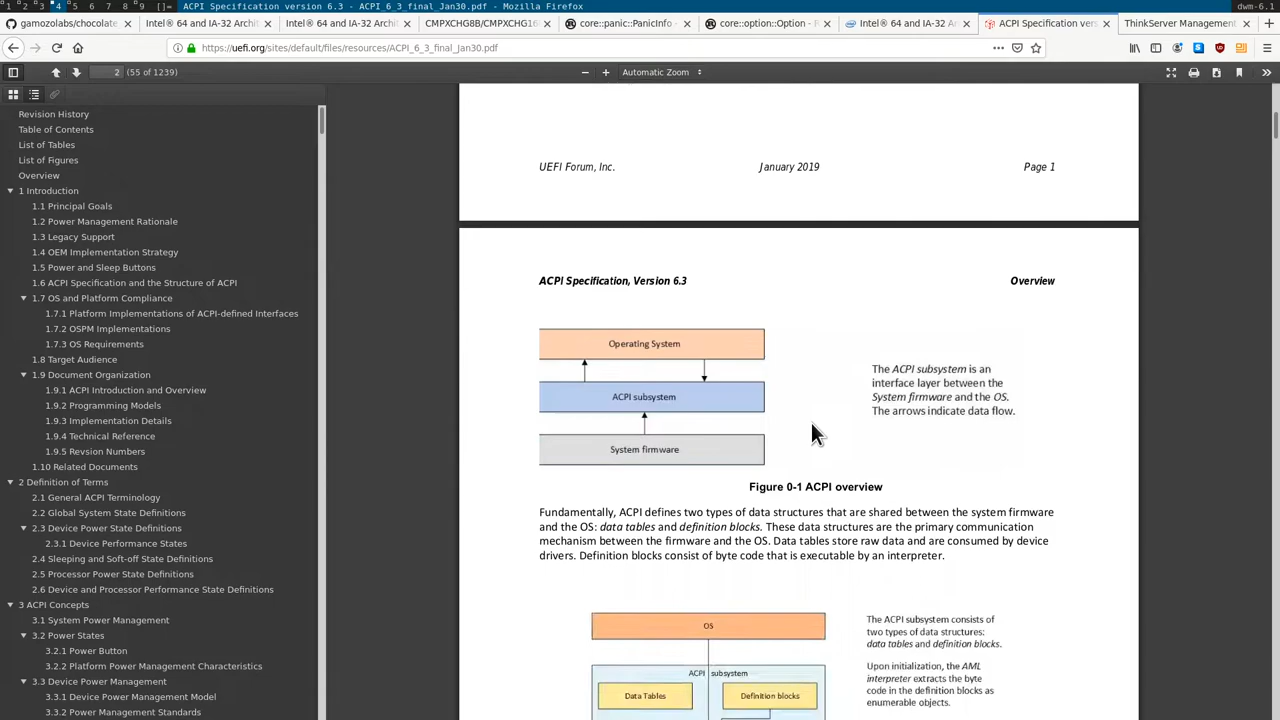 1 2 3 4 5 6 7 8 9 []= ACPI Specification version 6.3 - ACPI_6_3_final_Jan30.pdf - Mozilla Firefox dwm-6.1
gamozolabs/chocolate Intel® 64 and IA-32 Archit Intel® 64 and IA-32 Archit CMPXCHG8B/CMPXCHG16 core::panic::PanicInfo - core::option::Option - R Intel® 64 and IA-32 Ar ACPI Specification vers ThinkServer Management
https://uefi.org/sites/default/files/resources/ACPI_6_3_final_Jan30.pdf
2 (55 of 1239) Automatic Zoom
Revision History
Table of Contents
List of Tables
List of Figures
Overview
1 Introduction
1.1 Principal Goals
1.2 Power Management Rationale
1.3 Legacy Support
1.4 OEM Implementation Strategy
1.5 Power and Sleep Buttons
1.6 ACPI Specification and the Structure of ACPI
1.7 OS and Platform Compliance
1.7.1 Platform Implementations of ACPI-defined Interfaces
1.7.2 OSPM Implementations
1.7.3 OS Requirements
1.8 Target Audience
1.9 Document Organization
1.9.1 ACPI Introduction and Overview
1.9.2 Programming Models
1.9.3 Implementation Details
1.9.4 Technical Reference
1.9.5 Revision Numbers
1.10 Related Documents
2 Definition of Terms
2.1 General ACPI Terminology
2.2 Global System State Definitions
2.3 Device Power State Definitions
2.3.1 Device Performance States
2.4 Sleeping and Soft-off State Definitions
2.5 Processor Power State Definitions
2.6 Device and Processor Performance State Definitions
3 ACPI Concepts
3.1 System Power Management
3.2 Power States
3.2.1 Power Button
3.2.2 Platform Power Management Characteristics
3.3 Device Power Management
3.3.1 Device Power Management Model
3.3.2 Power Management Standards
UEFI Forum, Inc. January 2019 Page 1
ACPI Specification, Version 6.3 Overview
Operating System
ACPI subsystem
System firmware
The ACPI subsystem is an
interface layer between the
System firmware and the OS.
The arrows indicate data flow.
Figure 0-1 ACPI overview
Fundamentally, ACPI defines two types of data structures that are shared between the system firmware
and the OS: data tables and definition blocks. These data structures are the primary communication
mechanism between the firmware and the OS. Data tables store raw data and are consumed by device
drivers. Definition blocks consist of byte code that is executable by an interpreter.
OS
ACPI subsystem
Data Tables Definition blocks
The ACPI subsystem consists of
two types of data structures:
data tables and definition blocks.
Upon initialization, the AML
interpreter extracts the byte
code in the definition blocks as
enumerable objects.